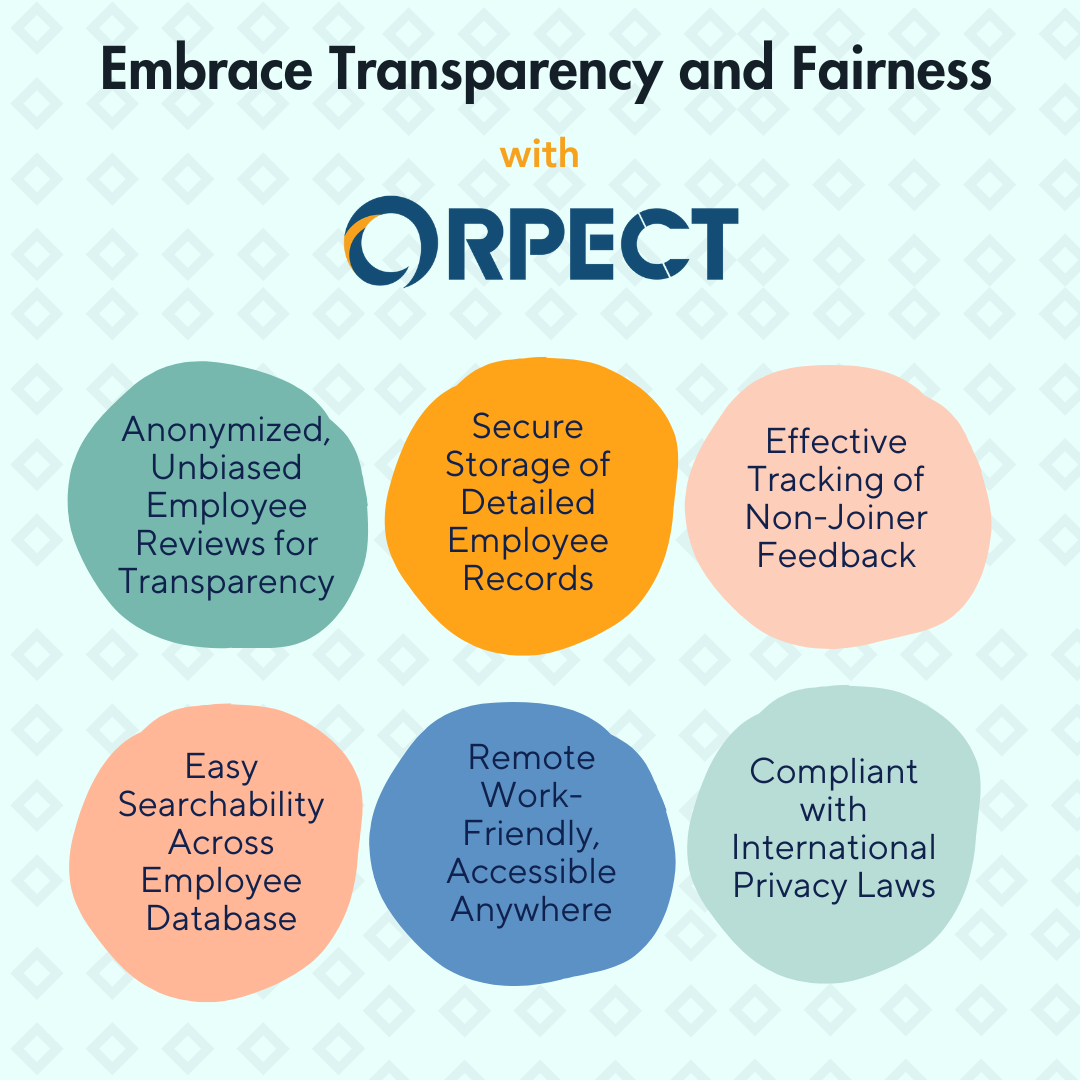 Embrace Transparency and Fairness
with
ORPECT
Anonymized,
Unbiased
Employee
Reviews for
Transparency
Secure
Storage of
Detailed
Employee
Records
Effective
Tracking of
Non-Joiner
Feedback
Easy
Searchability
Across
Employee
Database
Remote
Work-
Friendly,
Accessible
Anywhere
Compliant
with
International
Privacy Laws